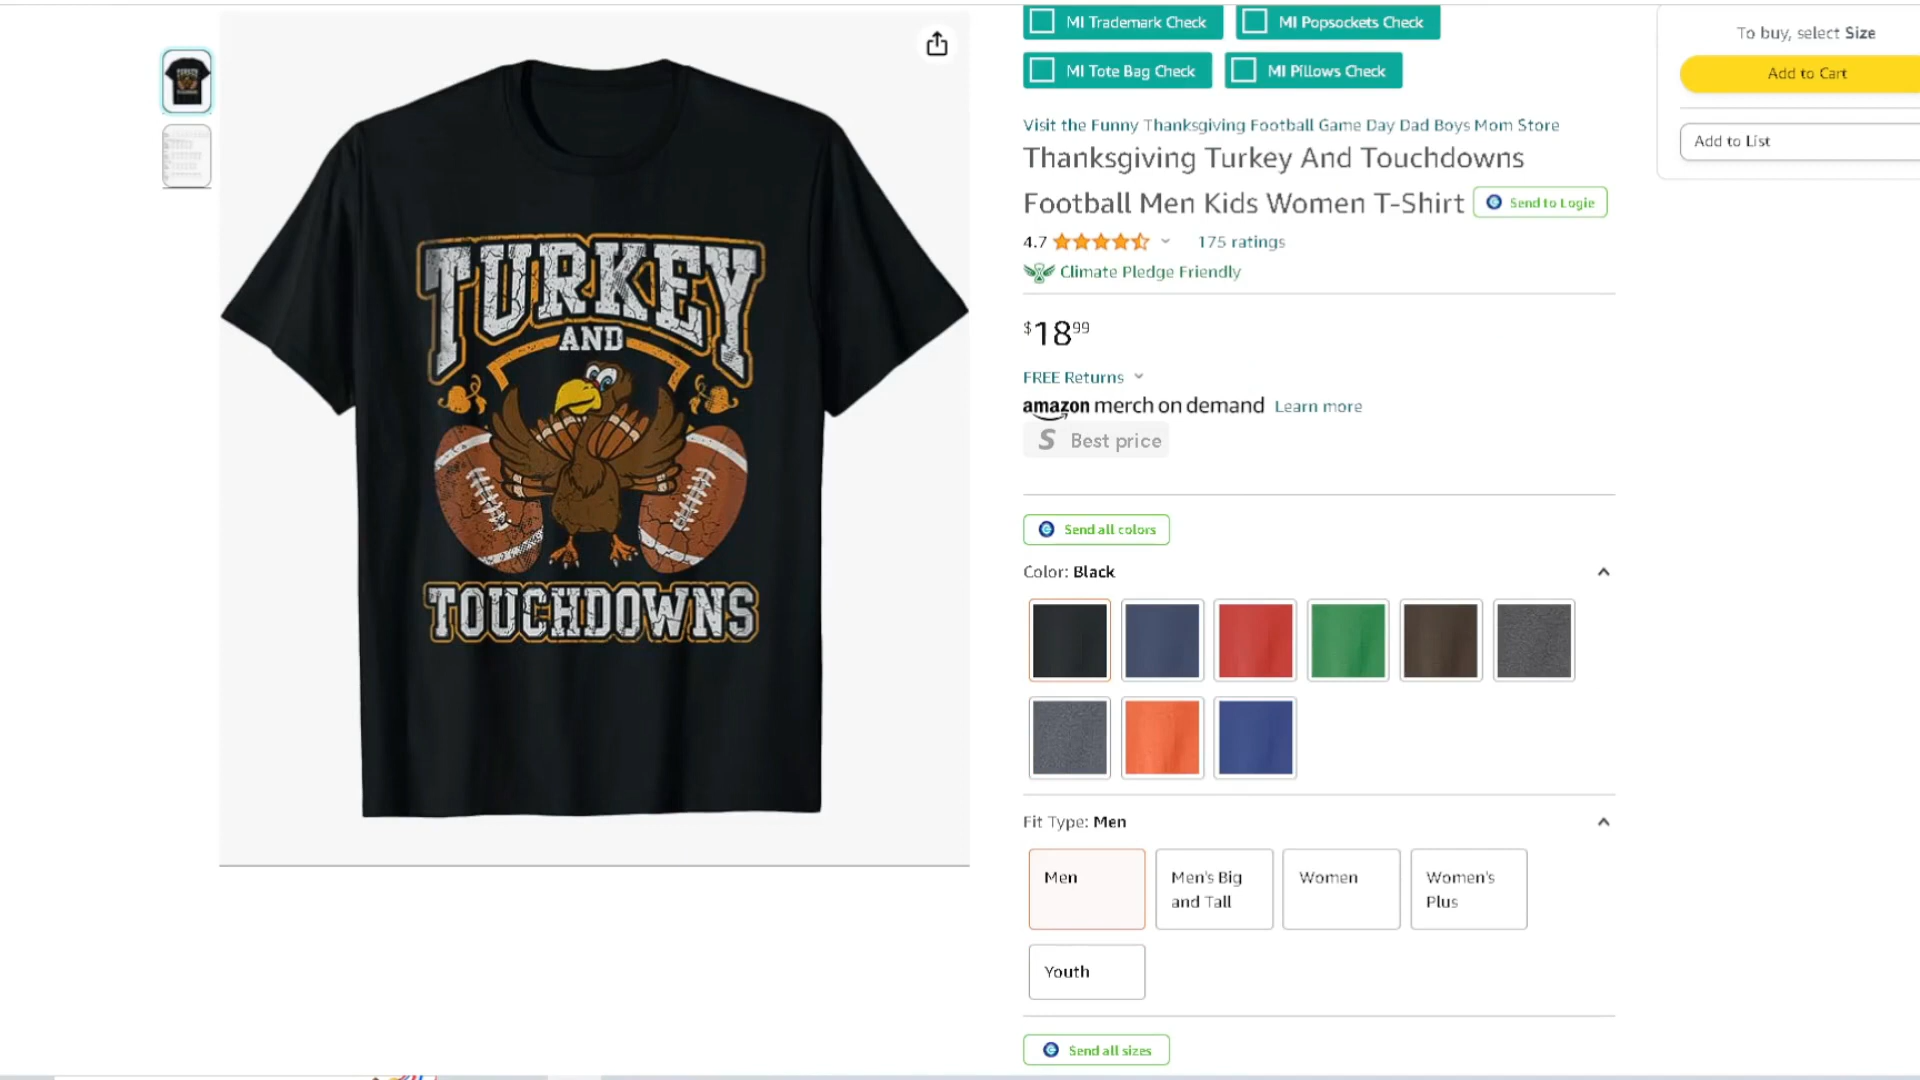 MI Trademark Check
MI Popsockets Check
MI Tote Bag Check
MI Pillows Check
To buy, select Size
Add to Cart
Add to List
Visit the Funny Thanksgiving Football Game Day Dad Boys Mom Store
Thanksgiving Turkey And Touchdowns
Football Men Kids Women T-Shirt
Send to Logie
4.7
175 ratings
Climate Pledge Friendly
$18.99
FREE Returns
amazon merch on demand Learn more
S Best price
Send all colors
Color: Black
Fit Type: Men
Men
Men's Big
and Tall
Women
Women's
Plus
Youth
Send all sizes
TURKEY
AND
TOUCHDOWNS